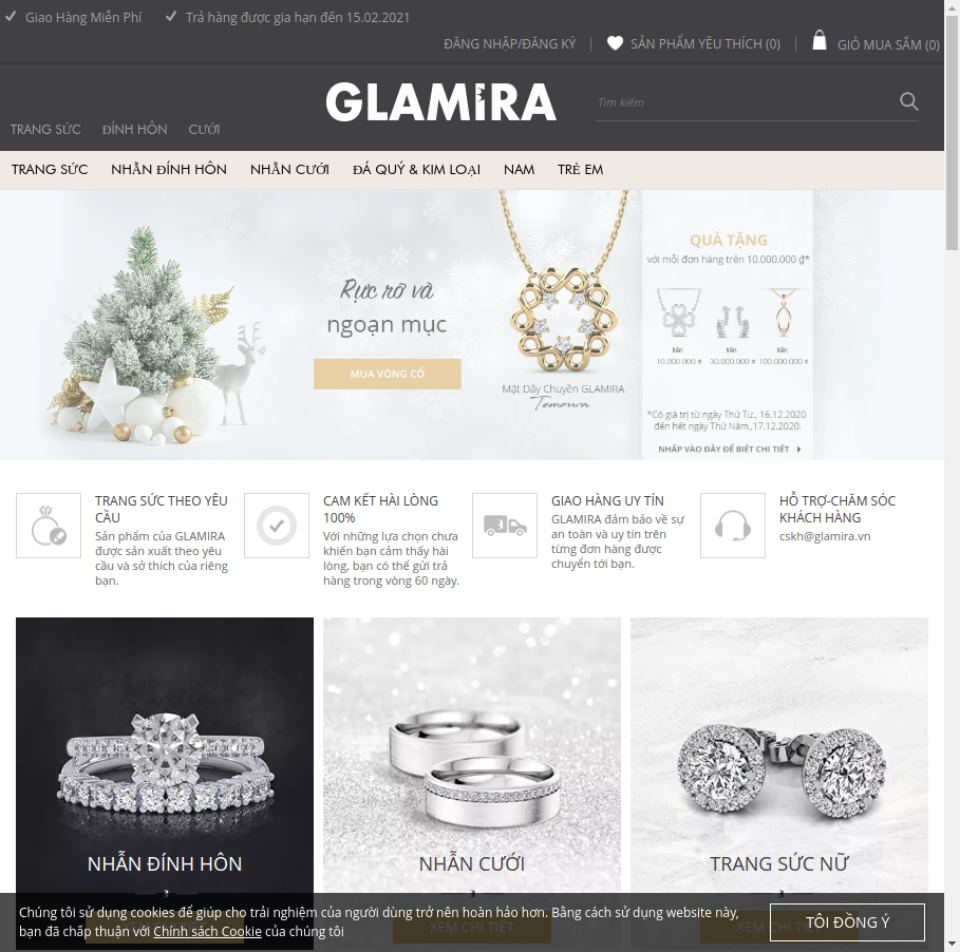 Giao Hàng Miễn Phí
Trả hàng được gia hạn đến 15.02.2021
ĐĂNG NHẬP/ĐĂNG KÝ
SẢN PHẨM YÊU THÍCH (0)
GIỎ MUA SẮM (0)
GLAMIRA
Tìm kiếm
TRANG SỨC
ĐÍNH HÔN
CƯỚI
TRANG SỨC
NHẪN ĐÍNH HÔN
NHẪN CƯỚI
ĐÁ QUÝ & KIM LOẠI
NAM
TRẺ EM
Rực rỡ và
ngoạn mục
MUA VÒNG CỔ
Mặt Dây Chuyền GLAMIRA
Temoun
QUÀ TẶNG
với mỗi đơn hàng trên 10.000.000 ₫*
trên
10.000.000 ₫
trên
30.000.000 ₫
trên
100.000.000 ₫
*Có giá trị từ ngày Thứ Tư,, 16.12.2020
đến hết ngày Thứ Năm,,17.12.2020.
NHẤP VÀO ĐÂY ĐỂ BIẾT CHI TIẾT
TRANG SỨC THEO YÊU
CẦU
Sản phẩm của GLAMIRA
được sản xuất theo yêu
cầu và sở thích của riêng
bạn.
CAM KẾT HÀI LÒNG
100%
Với những lựa chọn chưa
khiến bạn cảm thấy hài
lòng, bạn có thể gửi trả
hàng trong vòng 60 ngày.
GIAO HÀNG UY TÍN
GLAMIRA đảm bảo về sự
an toàn và uy tín trên
từng đơn hàng được
chuyển tới bạn.
HỖ TRỢ-CHĂM SÓC
KHÁCH HÀNG
cskh@glamira.vn
NHẪN ĐÍNH HÔN
NHẪN CƯỚI
TRANG SỨC NỮ
XEM CHI TIẾT
XEM CHI TIẾT
Chúng tôi sử dụng cookies để giúp cho trải nghiệm của người dùng trở nên hoàn hảo hơn. Bằng cách sử dụng website này,
bạn đã chấp thuận với Chính sách Cookie của chúng tôi
TÔI ĐỒNG Ý